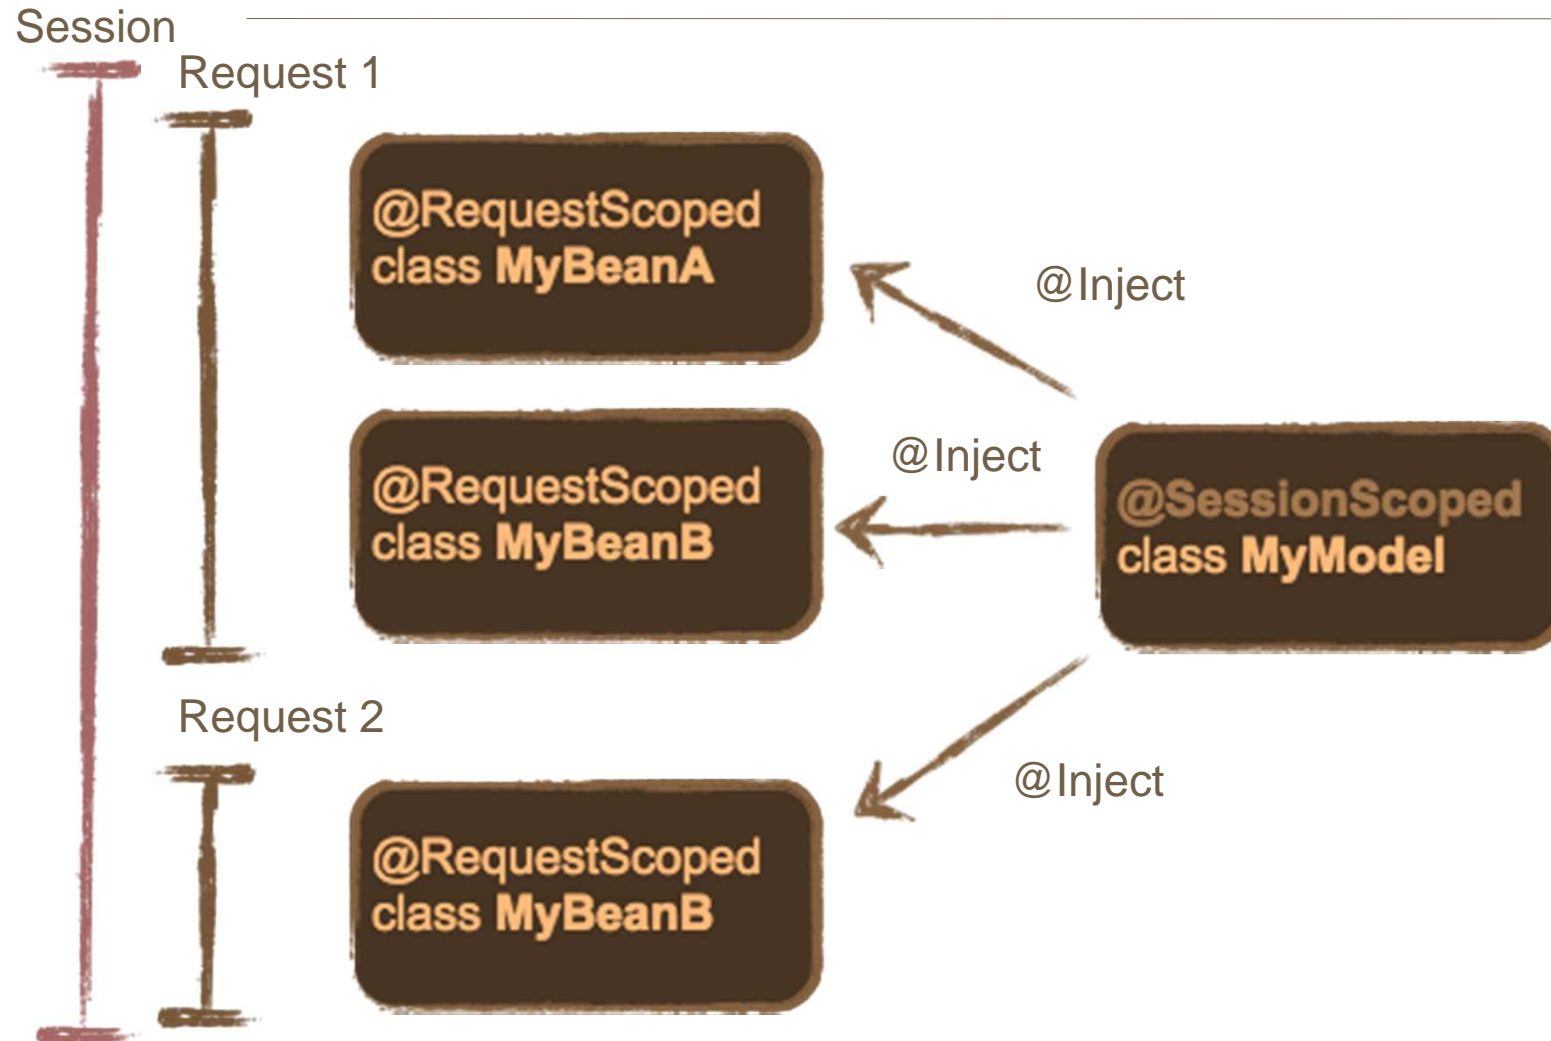 Session
Request 1
@RequestScoped
class MyBeanA
@Inject
@RequestScoped
class MyBeanB
@Inject
@SessionScoped
class MyModel
Request 2
@Inject
@RequestScoped
class MyBeanB